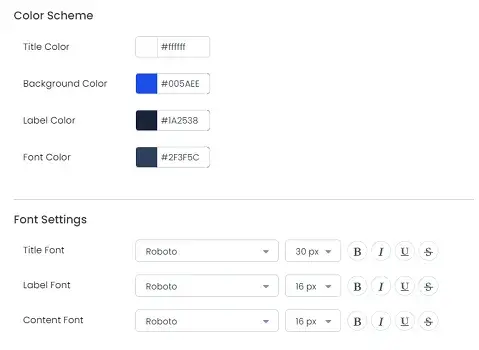 Color Scheme
Title Color #ffffff
Background Color #005AEE
Label Color #1A2538
Font Color #2F3F5C
Font Settings
Title Font Roboto 30 px B I U S
Label Font Roboto 16 px B I U S
Content Font Roboto 16 px B I U S